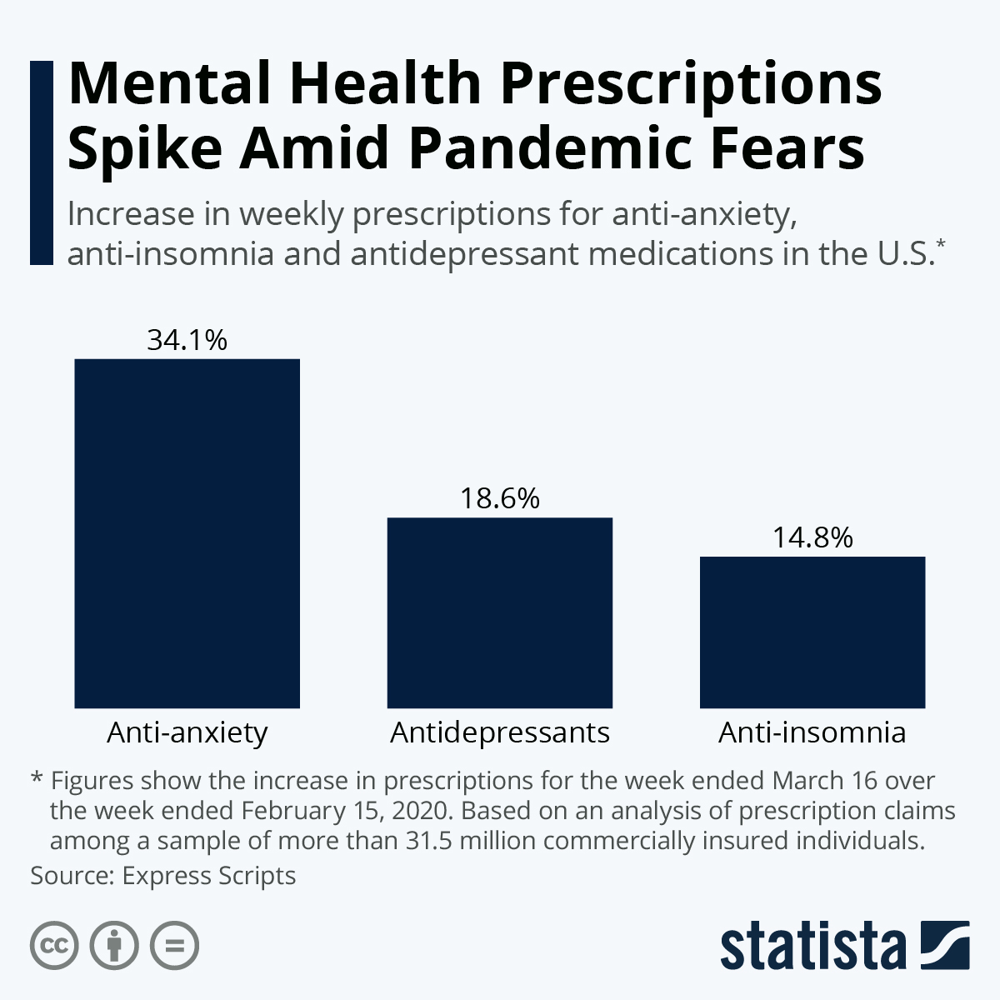 Mental Health Prescriptions
Spike Amid Pandemic Fears
Increase in weekly prescriptions for anti-anxiety,
anti-insomnia and antidepressant medications in the U.S.*
34.1%
18.6%
14.8%
Anti-anxiety
Antidepressants
Anti-insomnia
* Figures show the increase in prescriptions for the week ended March 16 over
the week ended February 15, 2020. Based on an analysis of prescription claims
among a sample of more than 31.5 million commercially insured individuals.
Source: Express Scripts
cc
statista